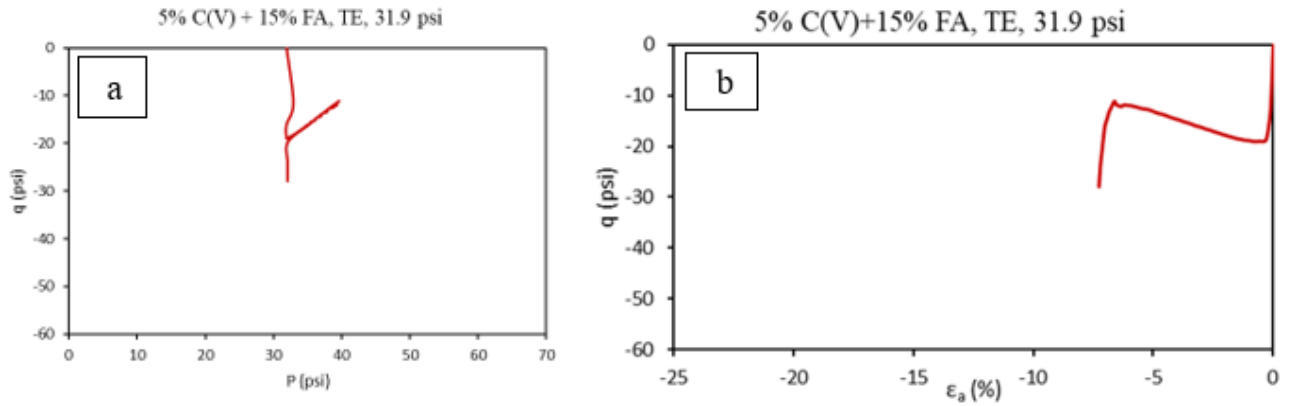 5% C(V) + 15% FA, TE, 31.9 psi
a
q (psi)
0
-10
-20
-30
-40
-50
-60
0 10 20 30 40 50 60 70
P (psi)
5% C(V)+15% FA, TE, 31.9 psi
b
q (psi)
0
-10
-20
-30
-40
-50
-60
-25 -20 -15 -10 -5 0
εa (%)